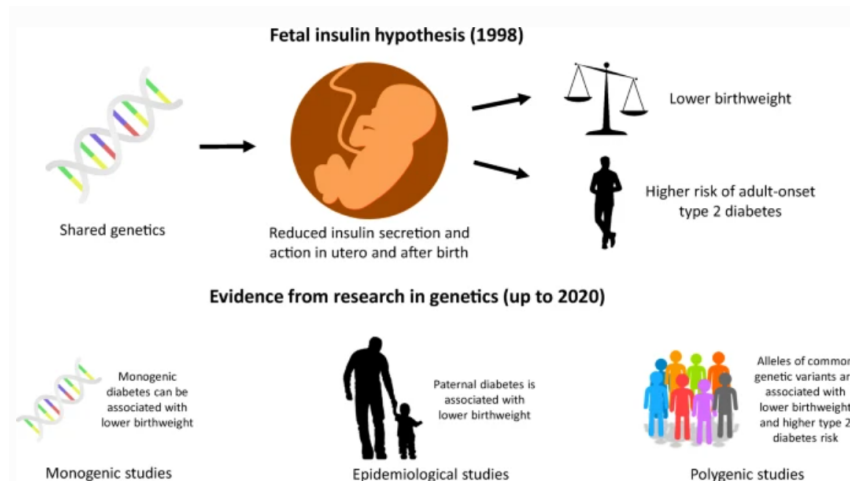 Fetal insulin hypothesis (1998)
Lower birthweight
Higher risk of adult-onset
type 2 diabetes
Shared genetics
Reduced insulin secretion and
action in utero and after birth
Evidence from research in genetics (up to 2020)
Monogenic
diabetes can be
associated with
lower birthweight
Paternal diabetes is
associated with
lower birthweight
Alleles of common
genetic variants
associated with
lower birthweight
and higher type 2
diabetes risk
Monogenic studies
Epidemiological studies
Polygenic studies